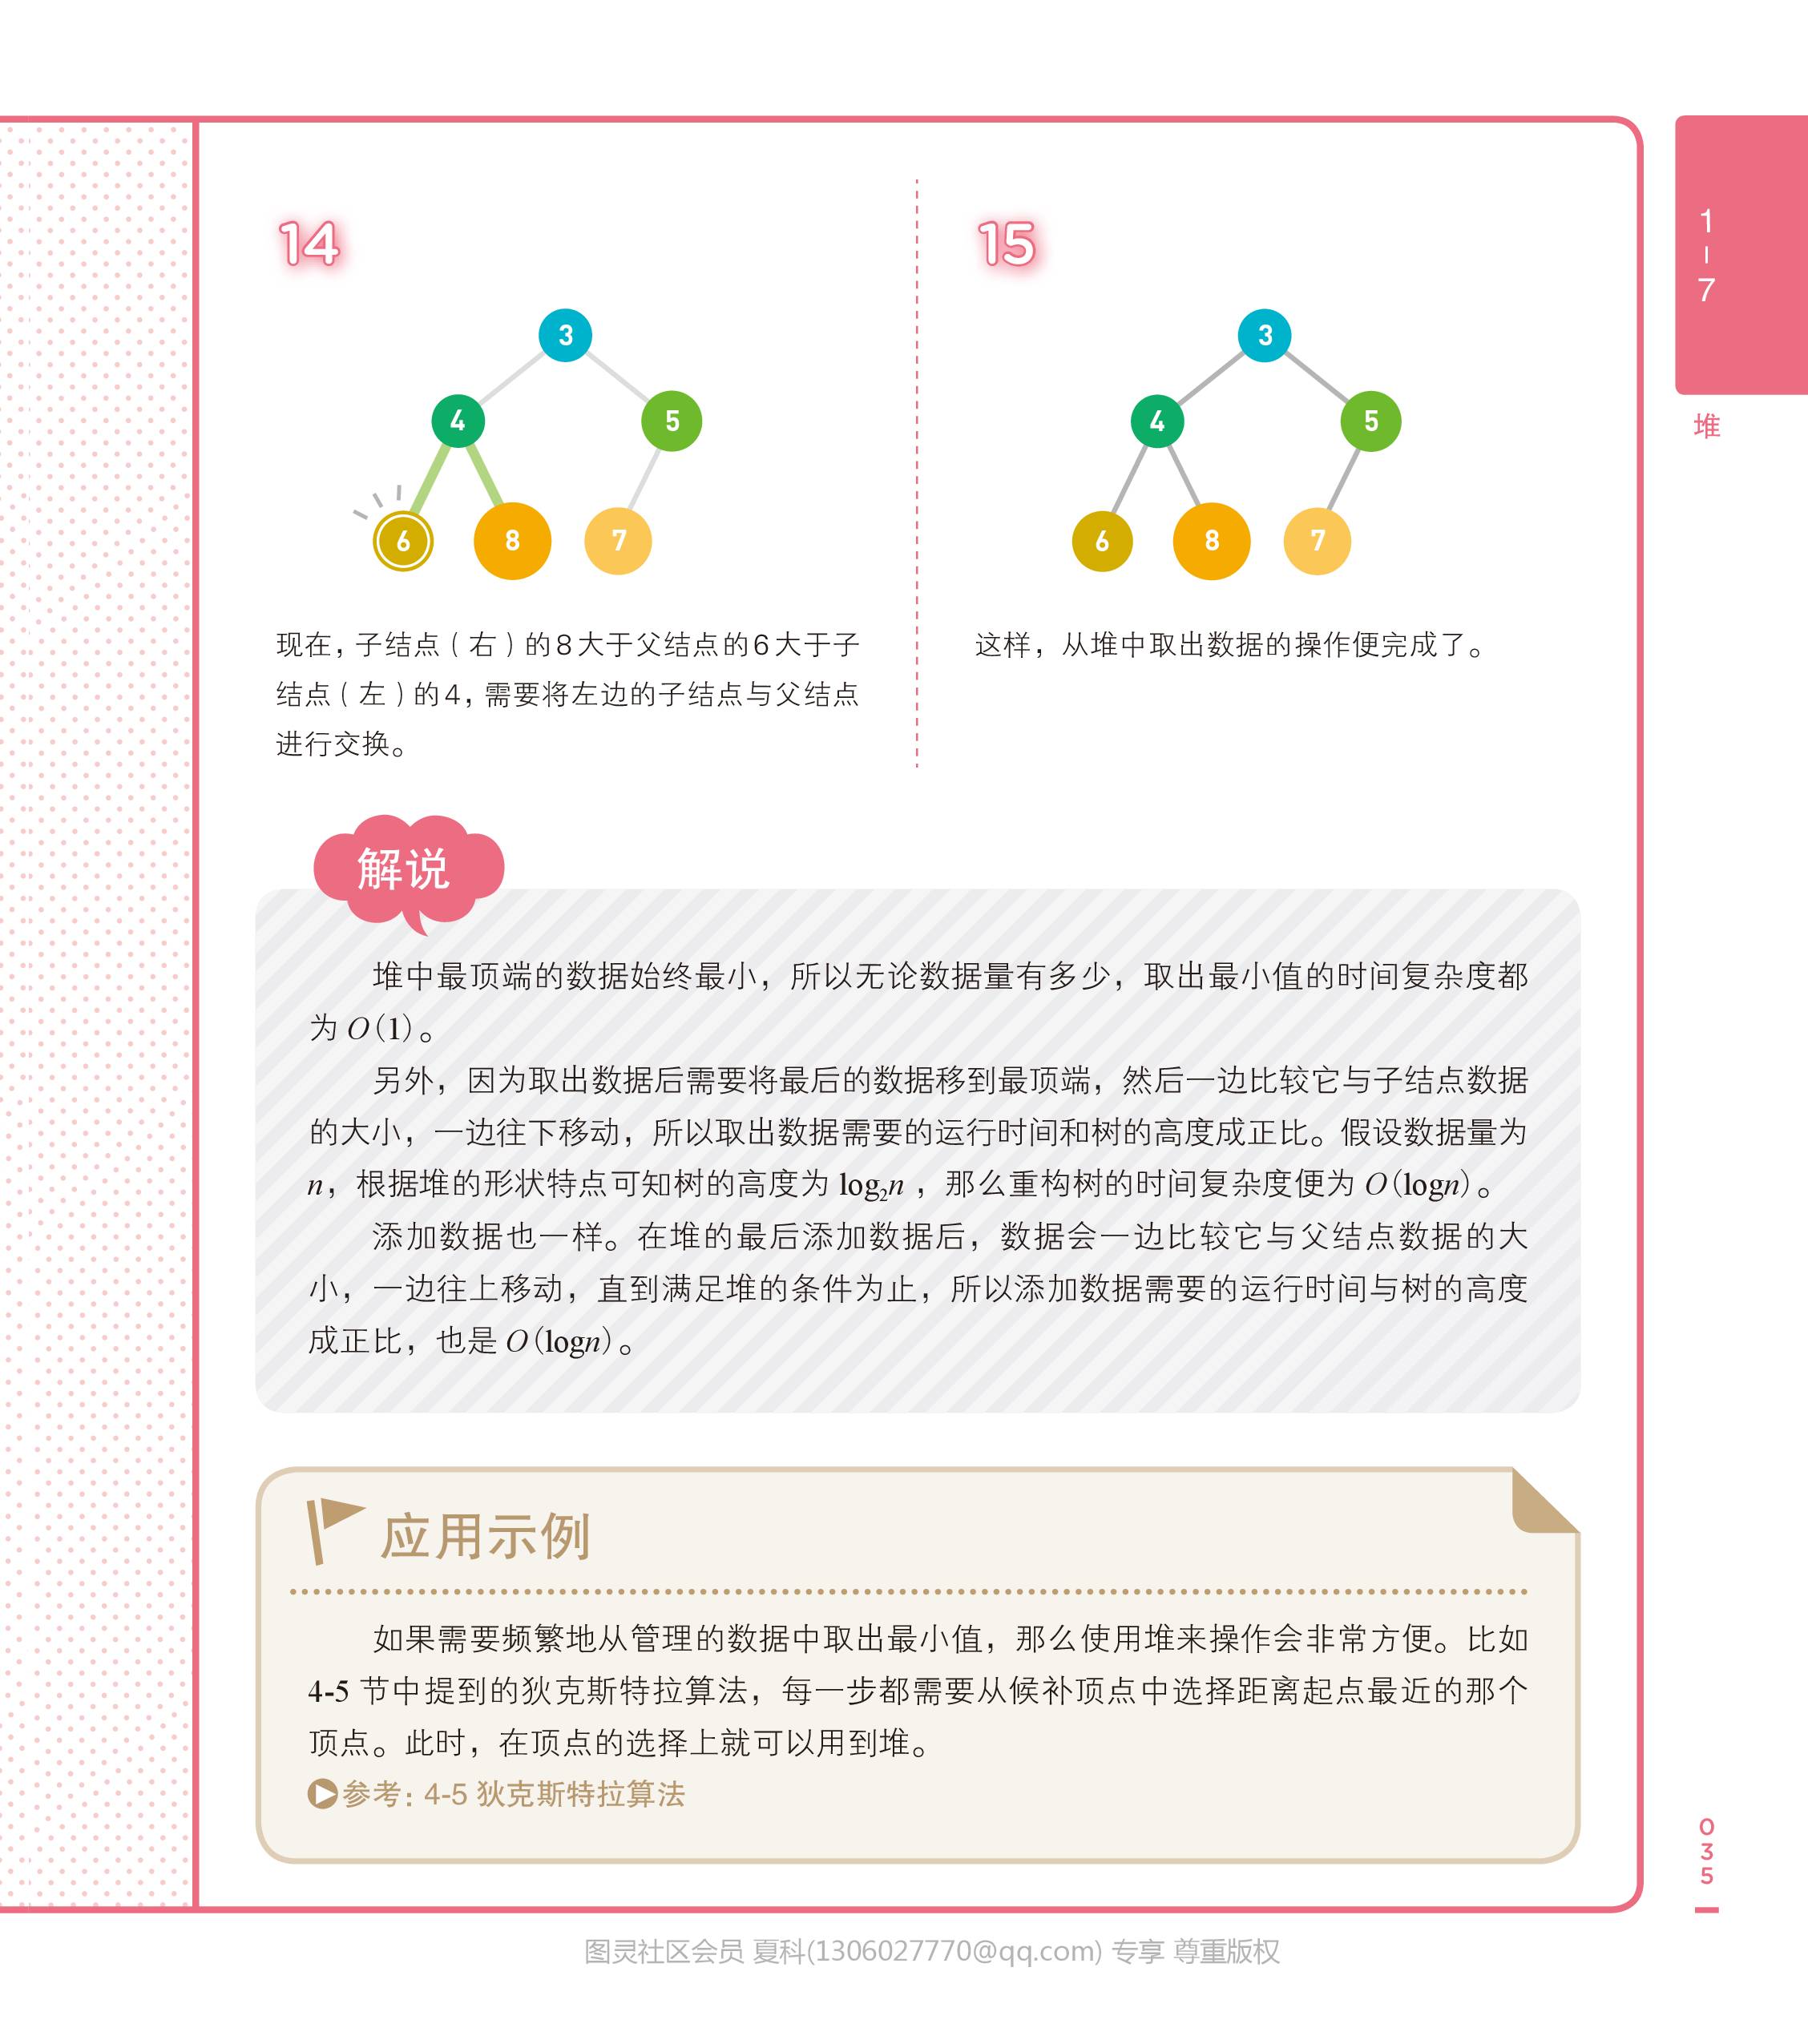 14
3
4
5
6
8
7
现在，子结点（右）的8大于父结点的6大于子
结点（左）的4，需要将左边的子结点与父结点
进行交换。
15
3
4
5
6
8
7
这样，从堆中取出数据的操作便完成了。
解说
堆中最顶端的数据始终最小，所以无论数据量有多少，取出最小值的时间复杂度都
为 O(1)。
另外，因为取出数据后需要将最后的数据移到最顶端，然后一边比较它与子结点数据
的大小，一边往下移动，所以取出数据需要的运行时间和树的高度成正比。假设数据量为
n，根据堆的形状特点可知树的高度为 log₂n ，那么重构树的时间复杂度便为 O(logn)。
添加数据也一样。在堆的最后添加数据后，数据会一边比较它与父结点数据的大
小，一边往上移动，直到满足堆的条件为止，所以添加数据需要的运行时间与树的高度
成正比，也是 O(logn)。
应用示例
如果需要频繁地从管理的数据中取出最小值，那么使用堆来操作会非常方便。比如
4-5 节中提到的狄克斯特拉算法，每一步都需要从候补顶点中选择距离起点最近的那个
顶点。此时，在顶点的选择上就可以用到堆。
参考：4-5 狄克斯特拉算法
1-7
堆
035
图灵社区会员 夏科(1306027770@qq.com) 专享 尊重版权